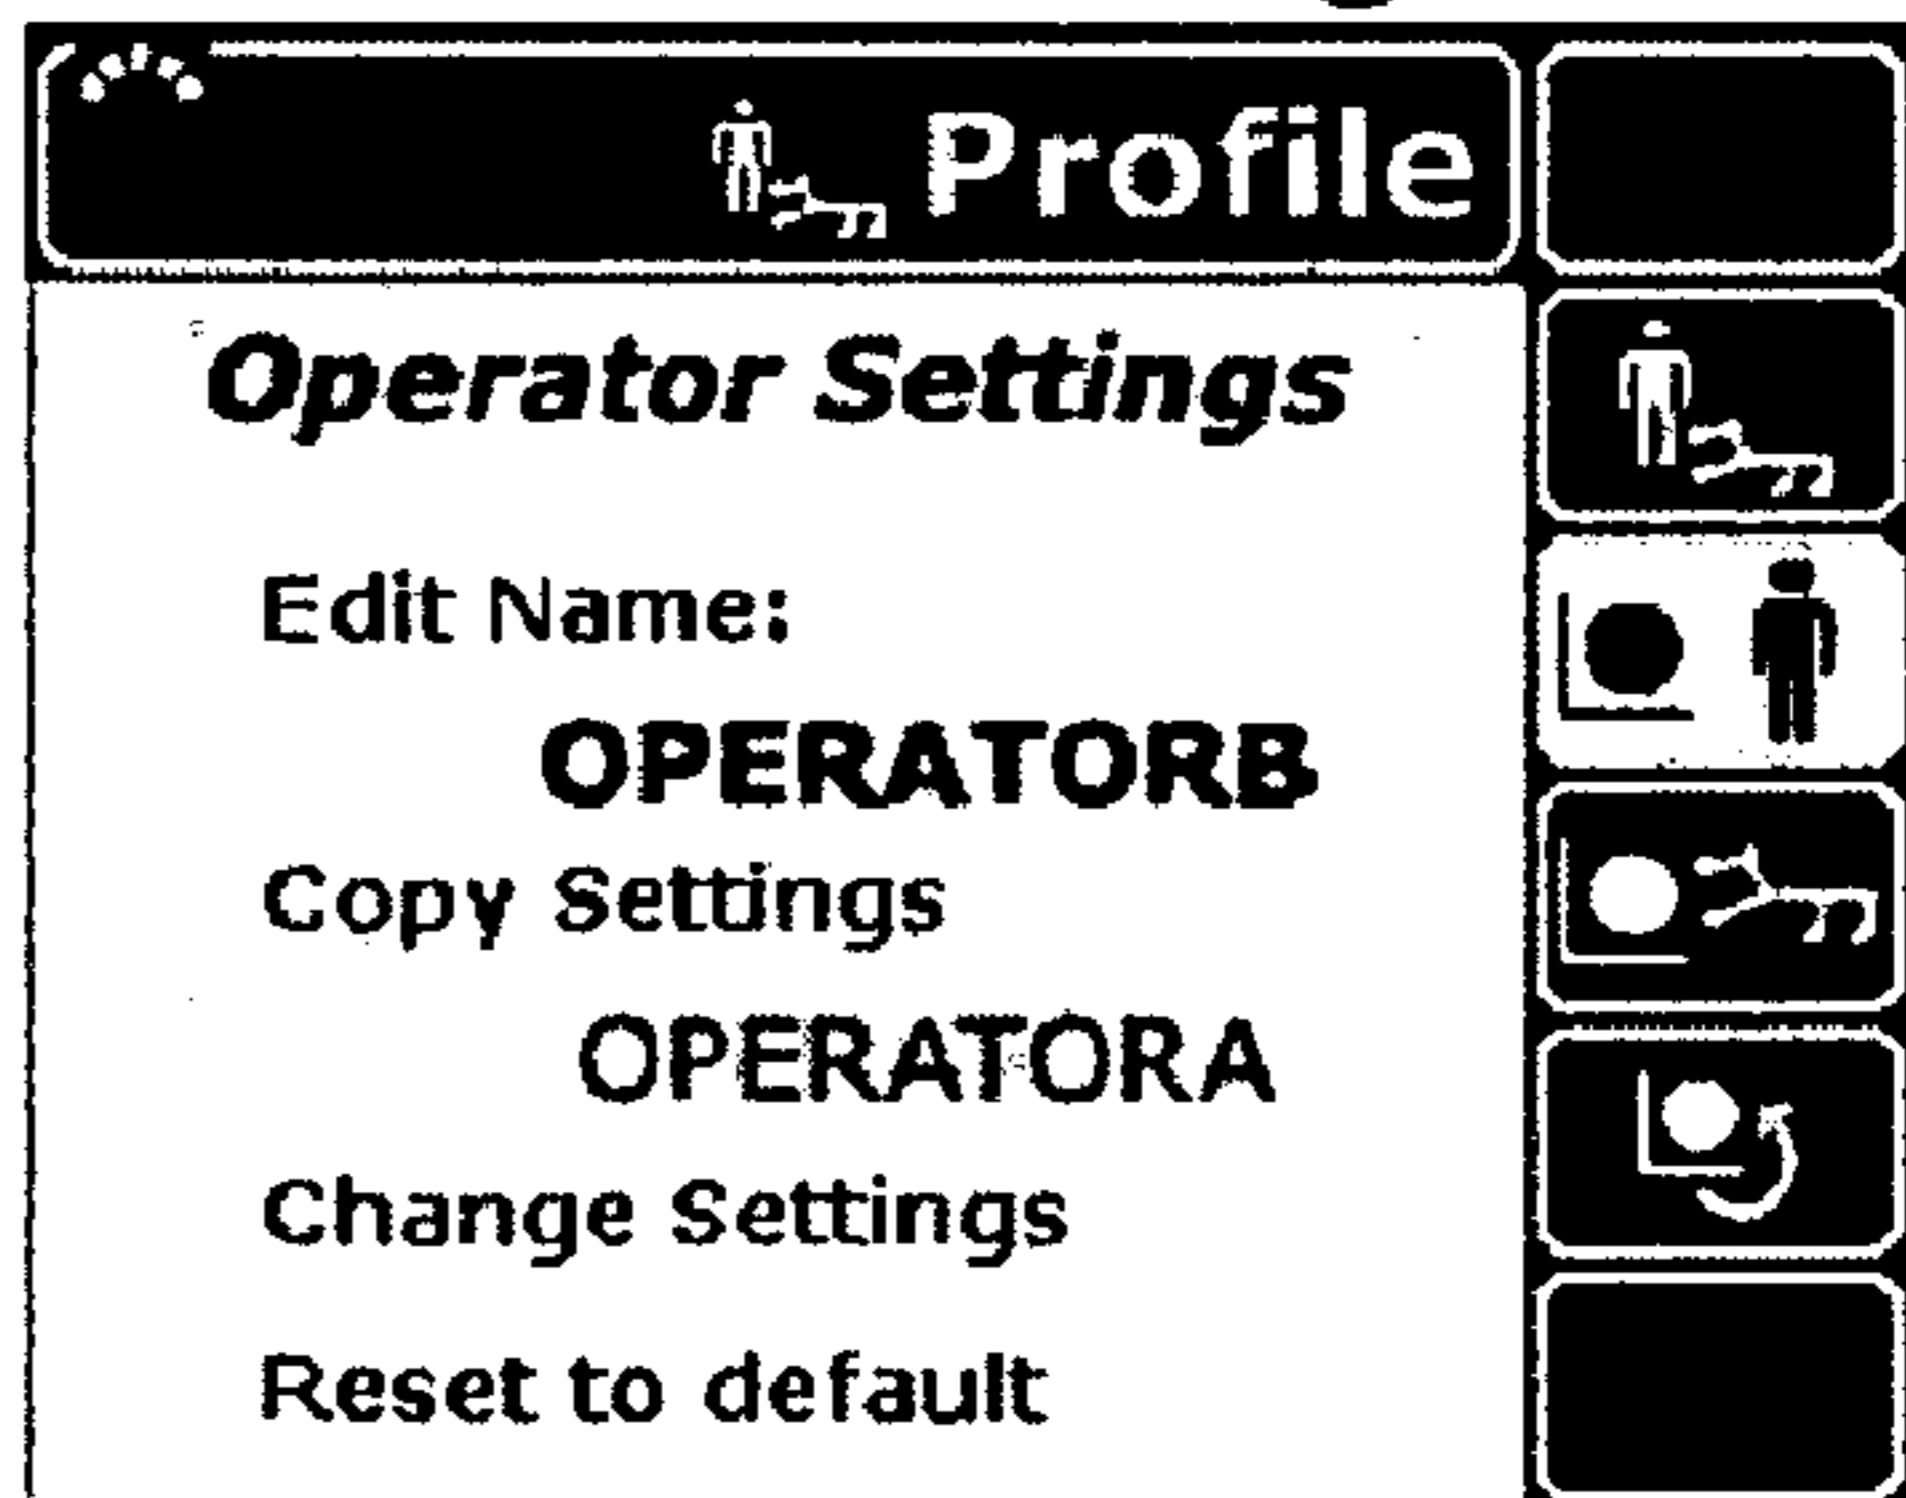 Profile
Operator Settings
Edit Name:
OPERATORB
Copy Settings
OPERATORA
Change Settings
Reset to default